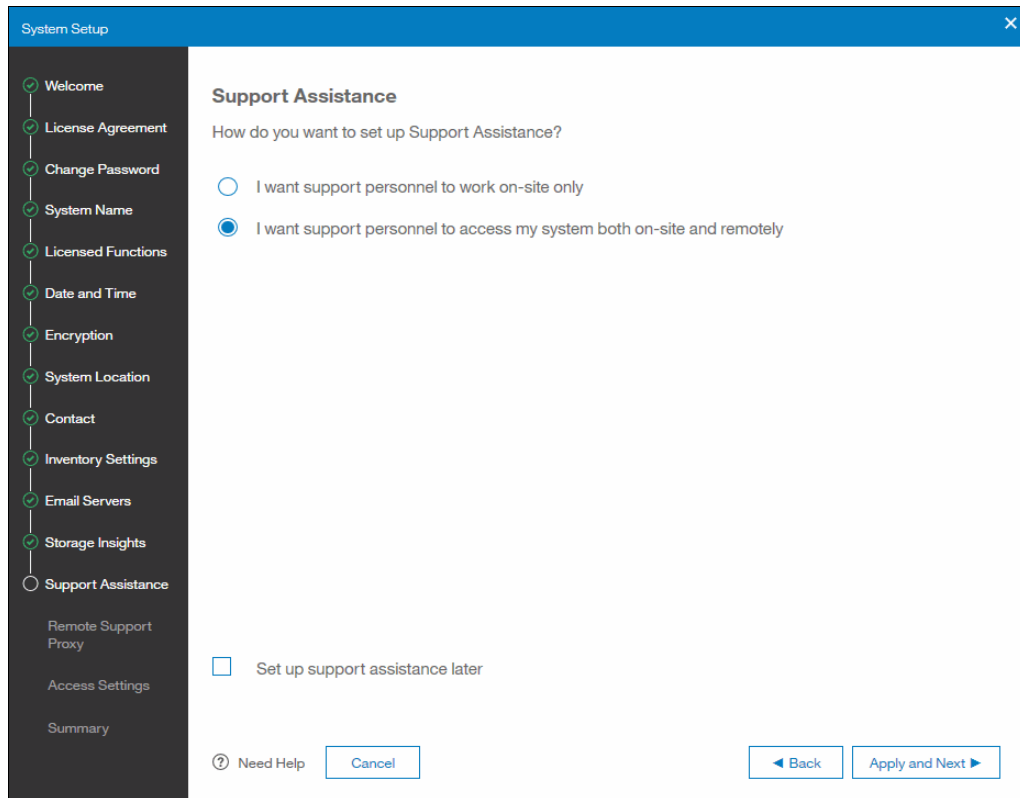 System Setup
Welcome
License Agreement
Change Password
System Name
Licensed Functions
Date and Time
Encryption
System Location
Contact
Inventory Settings
Email Servers
Storage Insights
Support Assistance
Remote Support
Proxy
Access Settings
Summary
Support Assistance
How do you want to set up Support Assistance?
I want support personnel to work on-site only
I want support personnel to access my system both on-site and remotely
Set up support assistance later
? Need Help
Cancel
Back
Apply and Next